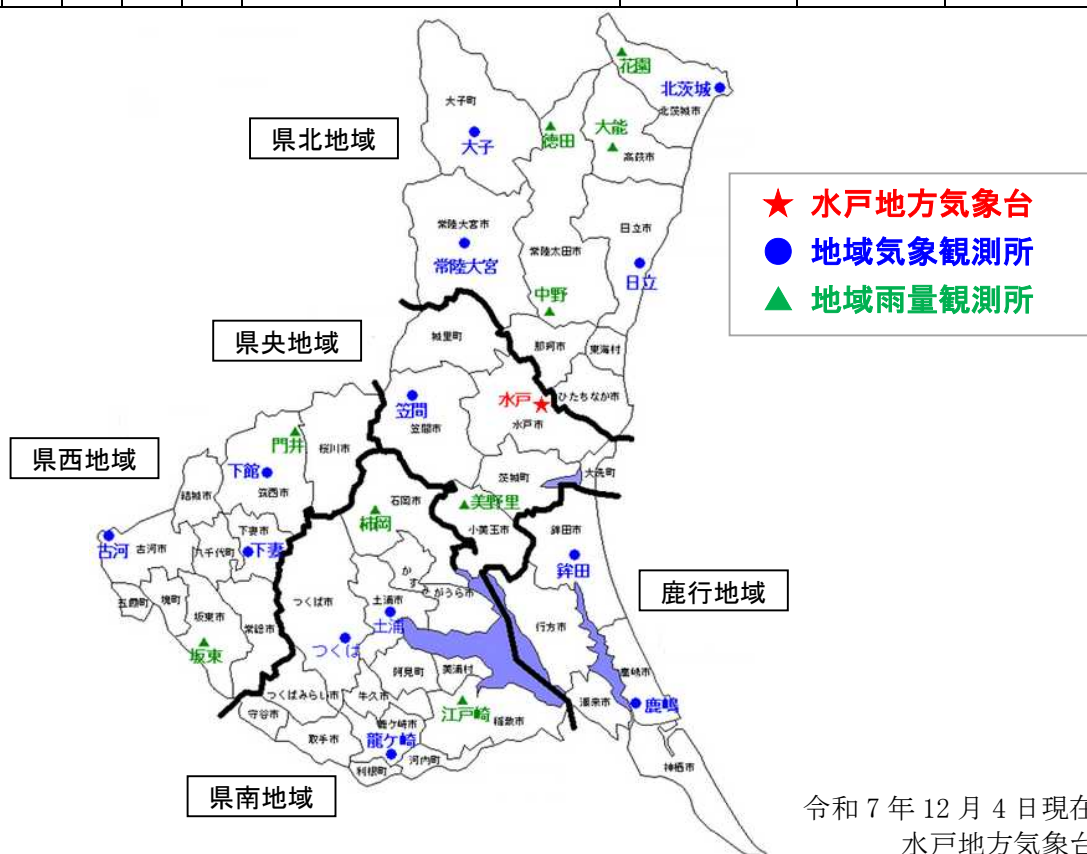 花園
北茨城
大子町
北茨城市
県北地域
大子
徳田
大能
高萩市
★ 水戸地方気象台
● 地域気象観測所
▲ 地域雨量観測所
常陸大宮市
日立市
常陸大宮
常陸太田市
日立
中野
県央地域
城里町
那珂市
東海村
笠間
水戸
ひたちなか市
笠間市
水戸市
門井
県西地域
桜川市
下館
茨城町
大洗町
筑西市
結城市
石岡市
美野里
柿岡
小美玉市
鉾田市
下妻市
古河
古河市
八千代町
下妻
鉾田
かすみがうら市
鹿行地域
五霞町
境町
つくば市
土浦市
坂東市
土浦
行方市
常総市
つくば
坂東
阿見町
美浦村
鹿嶋市
つくばみらい市
牛久市
潮来市
鹿嶋
守谷市
江戸崎
稲敷市
龍ケ崎市
取手市
龍ケ崎
河内町
利根町
神栖市
県南地域
令和7年12月4日現在
水戸地方気象台